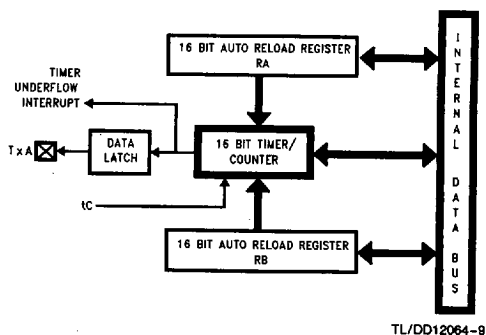 16 BIT AUTO RELOAD REGISTER
RA
TIMER
UNDERFLOW
INTERRUPT
TxA
DATA
LATCH
16 BIT TIMER/
COUNTER
tC
16 BIT AUTO RELOAD REGISTER
RB
INTERNAL DATA BUS
TL/DD12064-9